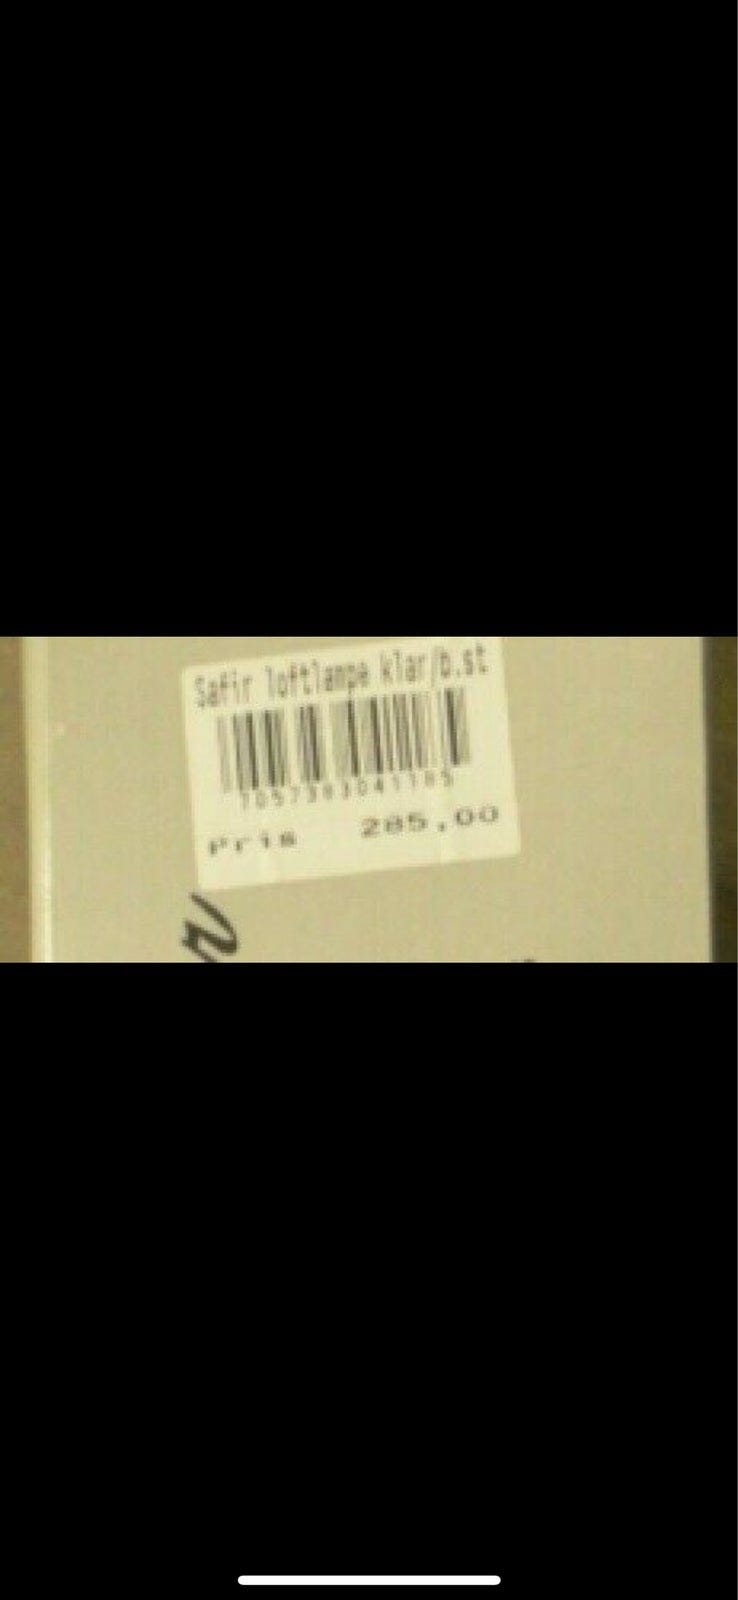 Safir loftlampe klar/b.st
Pris 285,00